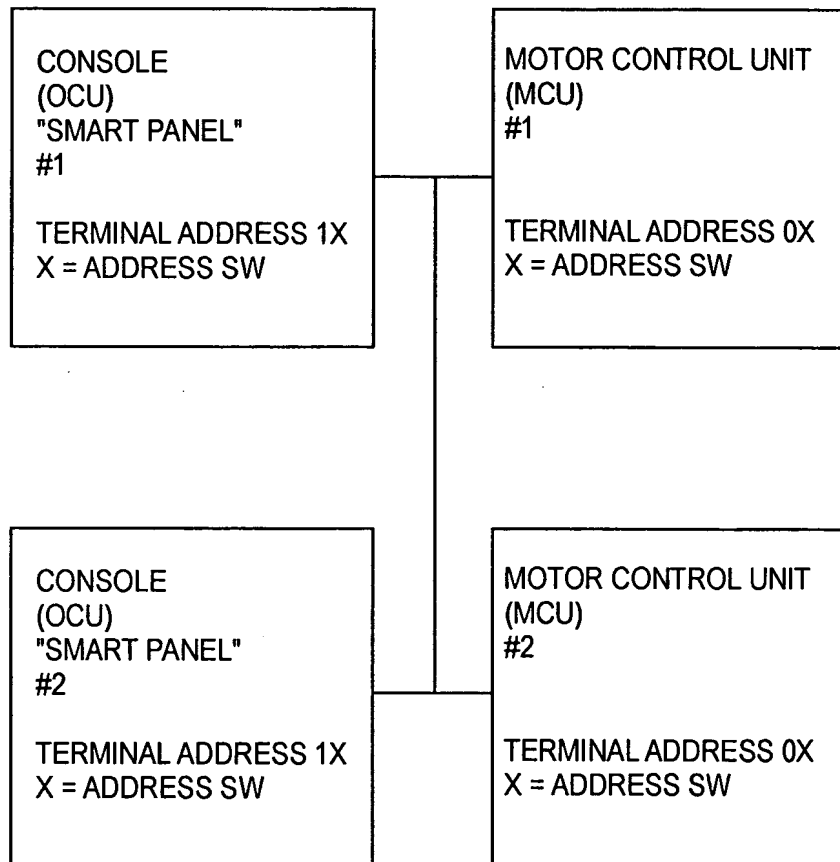 CONSOLE
(OCU)
"SMART PANEL"
#1
TERMINAL ADDRESS 1X
X = ADDRESS SW
MOTOR CONTROL UNIT
(MCU)
#1
TERMINAL ADDRESS 0X
X = ADDRESS SW
CONSOLE
(OCU)
"SMART PANEL"
#2
TERMINAL ADDRESS 1X
X = ADDRESS SW
MOTOR CONTROL UNIT
(MCU)
#2
TERMINAL ADDRESS 0X
X = ADDRESS SW